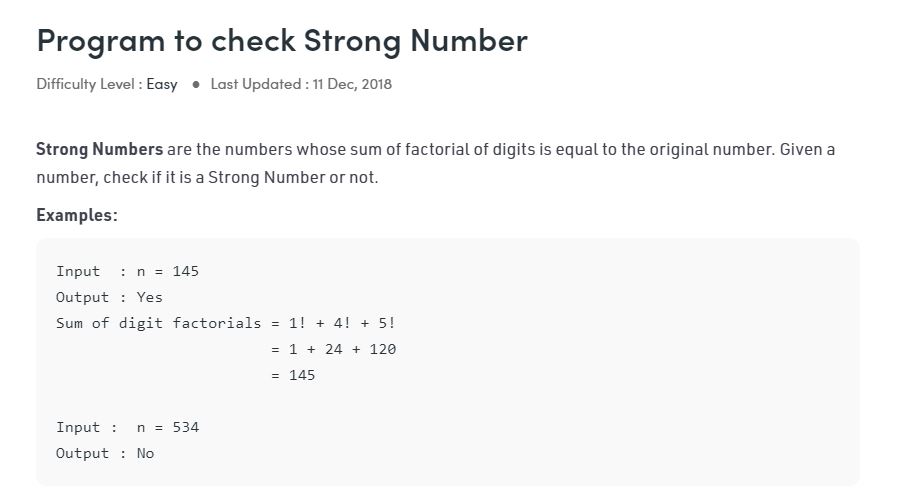 Program to check Strong Number
Difficulty Level : Easy ● Last Updated : 11 Dec, 2018
Strong Numbers are the numbers whose sum of factorial of digits is equal to the original number. Given a
number, check if it is a Strong Number or not.
Examples:
Input  : n = 145
Output : Yes
Sum of digit factorials = 1! + 4! + 5!
                        = 1 + 24 + 120
                        = 145
Input :  n = 534
Output : No